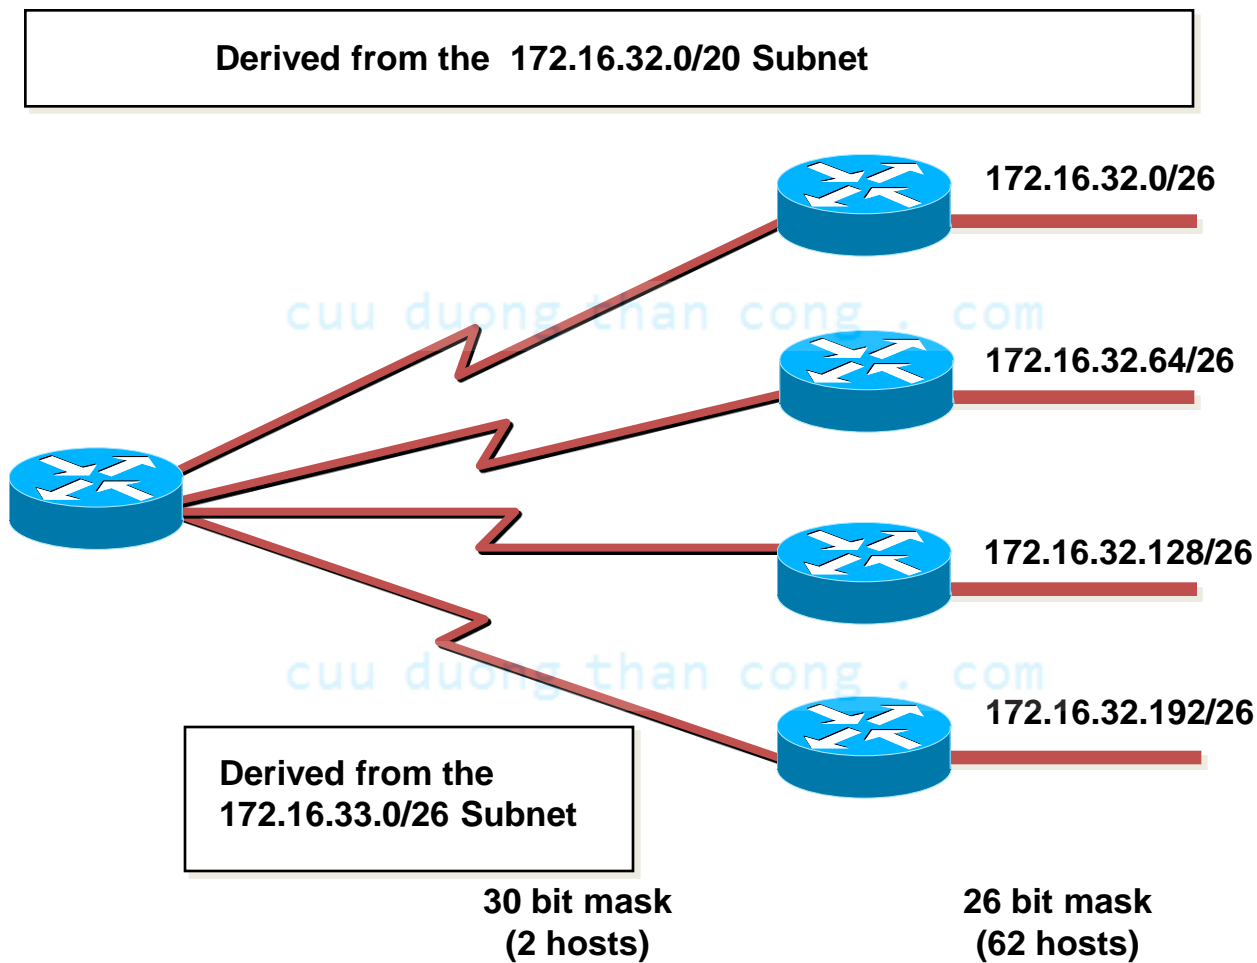 Derived from the 172.16.32.0/20 Subnet
172.16.32.0/26
cuu duong than cong . com
172.16.32.64/26
172.16.32.128/26
cuu duong than cong . com
172.16.32.192/26
Derived from the
172.16.33.0/26 Subnet
30 bit mask
(2 hosts)
26 bit mask
(62 hosts)